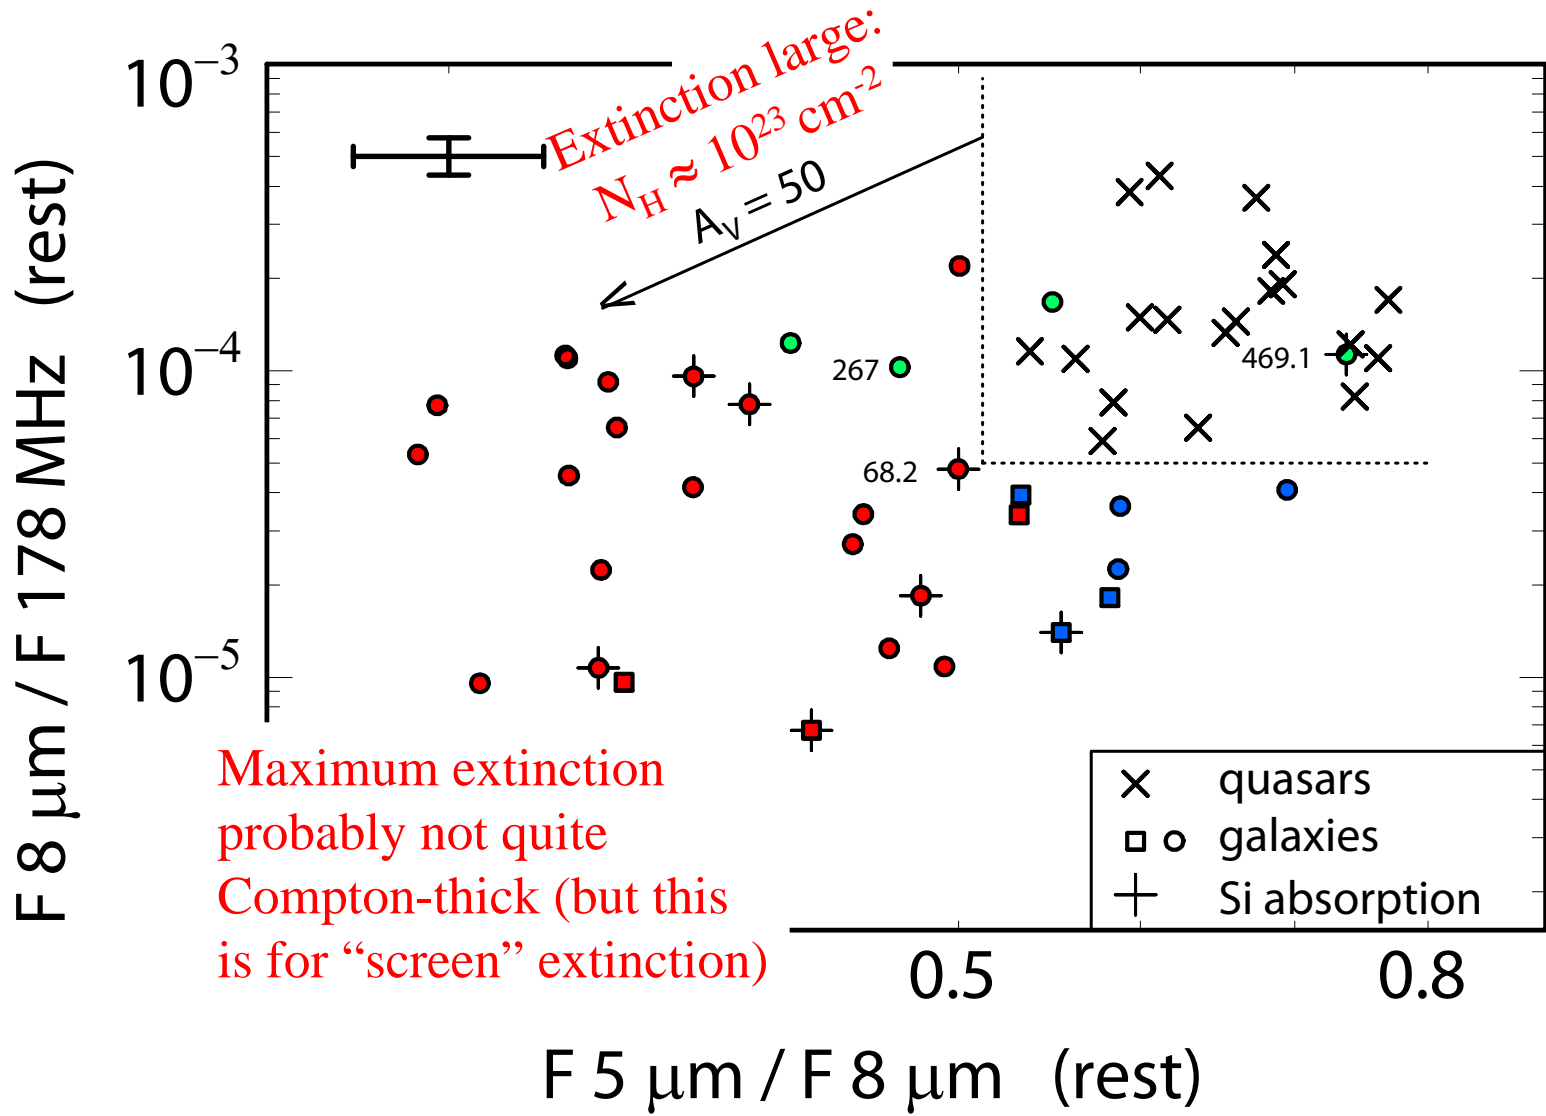 Extinction large:
N_H ≈ 10^23 cm^-2
A_V = 50
10^−3
10^−4
10^−5
F 8 μm / F 178 MHz (rest)
267
469.1
68.2
Maximum extinction
probably not quite
Compton-thick (but this
is for “screen” extinction)
quasars
galaxies
Si absorption
0.5 0.8
F 5 μm / F 8 μm (rest)